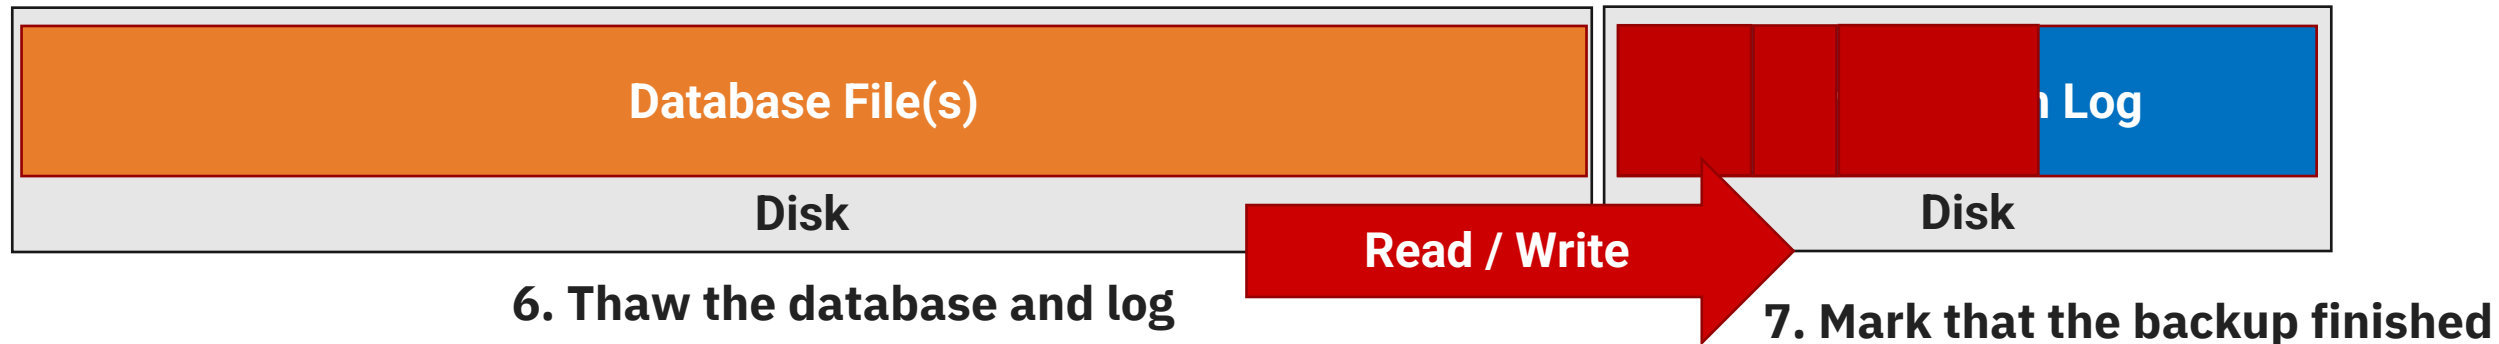 Database File(s)
Log
Disk
Disk
Read / Write
6. Thaw the database and log
7. Mark that the backup finished